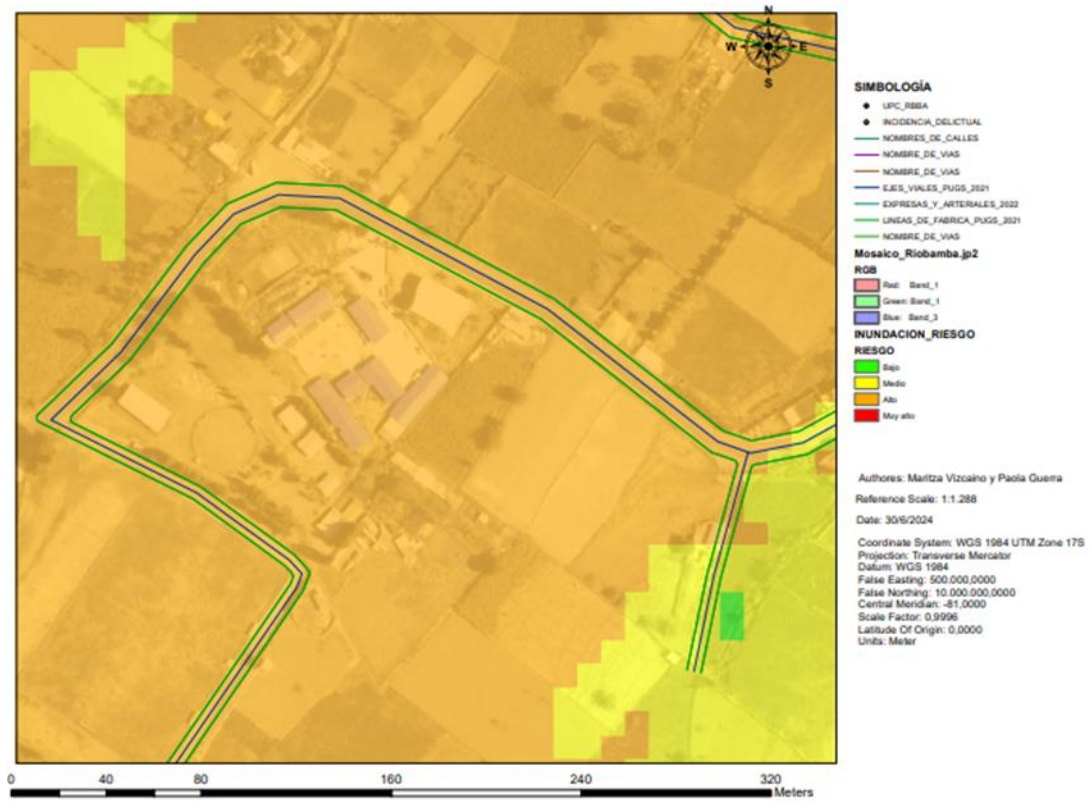 N
W E
S
SIMBOLOGÍA
UPC_RBBA
INCIDENCIA_DELICTUAL
NOMBRES_DE_CALLES
NOMBRE_DE_VIAS
NOMBRE_DE_VIAS
EJES_VIALES_PUGS_2021
EXPRESAS_Y_ARTERIALES_2022
LINEAS_DE_FABRICA_PUGS_2021
NOMBRE_DE_VIAS
Mosaico_Riobamba.jp2
RGB
Red: Band_1
Green: Band_1
Blue: Band_3
INUNDACION_RIESGO
RIESGO
Bajo
Medio
Alto
Muy alto
Authores: Maritza Vizcaino y Paola Guerra
Reference Scale: 1:1.288
Date: 30/6/2024
Coordinate System: WGS 1984 UTM Zone 17S
Projection: Transverse Mercator
Datum: WGS 1984
False Easting: 500.000,0000
False Northing: 10.000.000,0000
Central Meridian: -81,0000
Scale Factor: 0,9996
Latitude Of Origin: 0,0000
Units: Meter
0 40 80 160 240 320
Meters